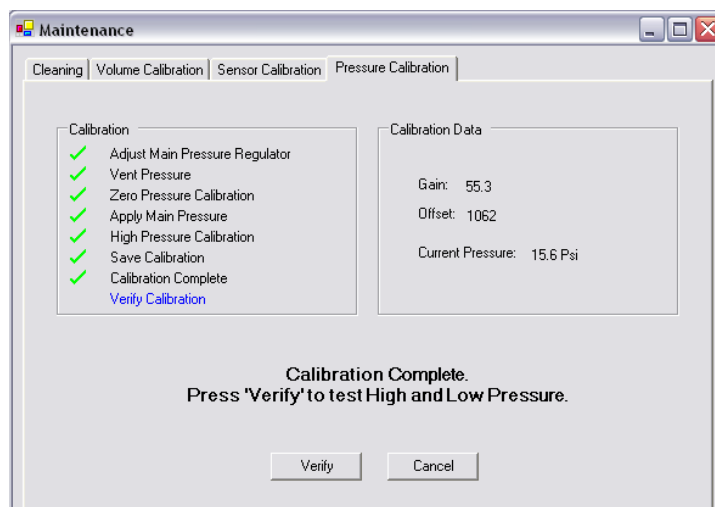 Maintenance
Cleaning Volume Calibration Sensor Calibration Pressure Calibration
Calibration
Adjust Main Pressure Regulator
Vent Pressure
Zero Pressure Calibration
Apply Main Pressure
High Pressure Calibration
Save Calibration
Calibration Complete
Verify Calibration
Calibration Data
Gain: 55.3
Offset: 1062
Current Pressure: 15.6 Psi
Calibration Complete.
Press 'Verify' to test High and Low Pressure.
Verify Cancel